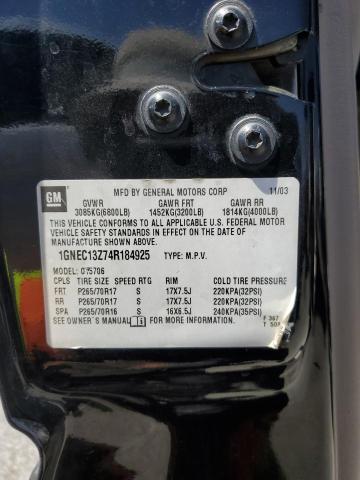 GM
MFD BY GENERAL MOTORS CORP 11/03
GVWR GAWR FRT GAWR RR
3085KG(6800LB) 1452KG(3200LB) 1814KG(4000LB)
THIS VEHICLE CONFORMS TO ALL APPLICABLE U.S. FEDERAL MOTOR
VEHICLE SAFETY STANDARDS IN EFFECT ON THE DATE OF
MANUFACTURE SHOWN ABOVE.
1GNEC13Z74R184925 TYPE: M.P.V.
MODEL: C15706
CPLS TIRE SIZE SPEED RTG RIM COLD TIRE PRESSURE
FRT P265/70R17 S 17X7.5J 220KPA(32PSI)
RR P265/70R17 S 17X7.5J 220KPA(32PSI)
SPA P265/70R16 S 16X6.5J 240KPA(35PSI)
SEE OWNER'S MANUAL FOR MORE INFORMATION.
F 367